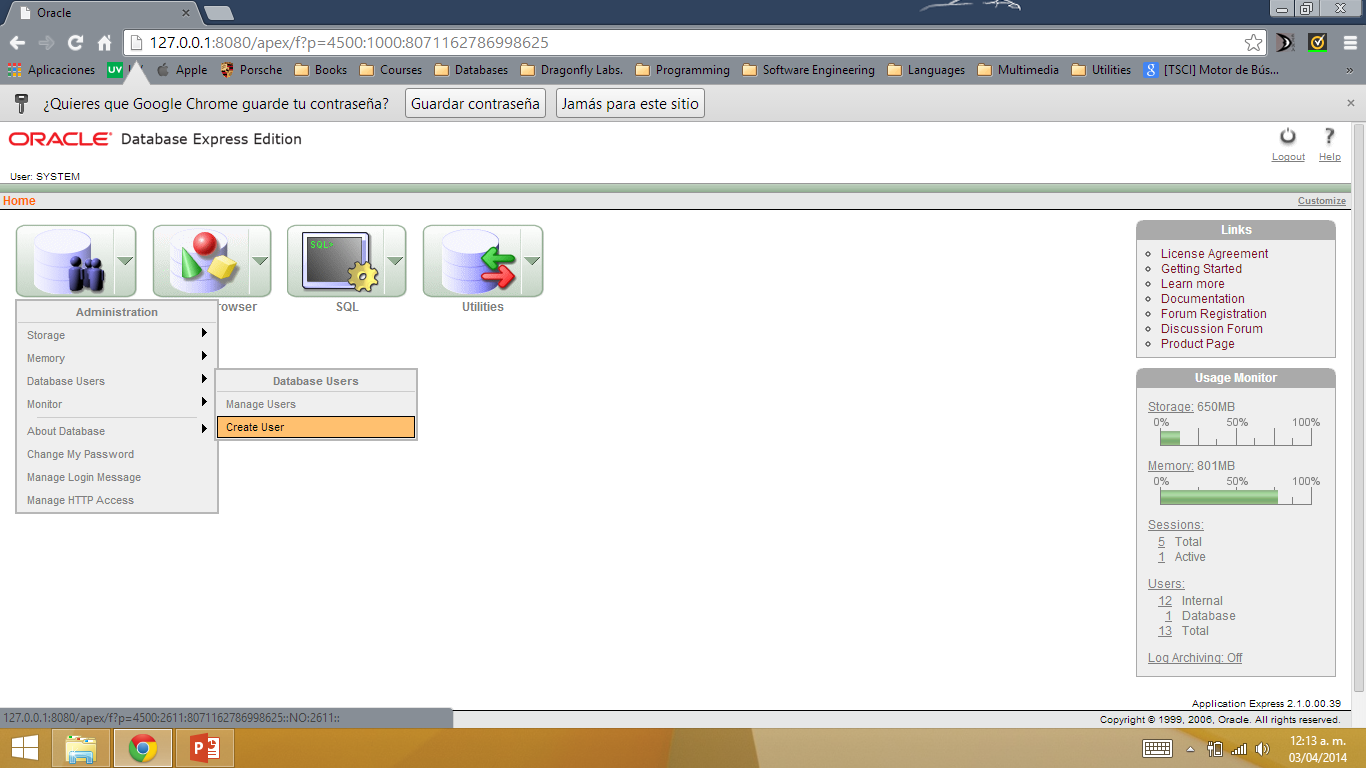 Oracle
127.0.0.1:8080/apex/f?p=4500:1000:8071162786998625
Aplicaciones UV Apple Porsche Books Courses Databases Dragonfly Labs. Programming Software Engineering Languages Multimedia Utilities [TSCI] Motor de Bús... »
¿Quieres que Google Chrome guarde tu contraseña? Guardar contraseña Jamás para este sitio
ORACLE Database Express Edition
Logout Help
User: SYSTEM
Home Customize
SQL>
rowser SQL Utilities
Administration
Storage
Memory
Database Users
Monitor
About Database
Change My Password
Manage Login Message
Manage HTTP Access
Database Users
Manage Users
Create User
Links
License Agreement
Getting Started
Learn more
Documentation
Forum Registration
Discussion Forum
Product Page
Usage Monitor
Storage: 650MB
0% 50% 100%
Memory: 801MB
0% 50% 100%
Sessions:
5 Total
1 Active
Users:
12 Internal
1 Database
13 Total
Log Archiving: Off
Application Express 2.1.0.00.39
127.0.0.1:8080/apex/f?p=4500:2611:8071162786998625::NO:2611::
Copyright © 1999, 2006, Oracle. All rights reserved.
12:13 a. m.
03/04/2014